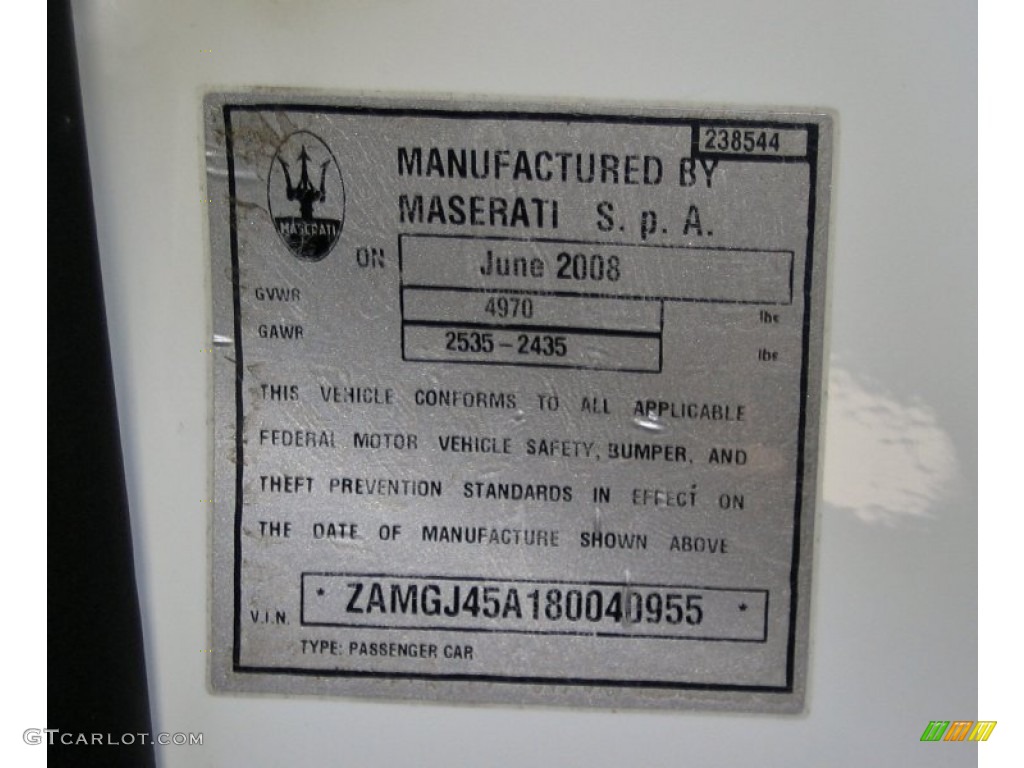 238544
MANUFACTURED BY
MASERATI S. p. A.
MASERATI
ON June 2008
GVWR 4970 lbs
GAWR 2535-2435 lbs
THIS VEHICLE CONFORMS TO ALL APPLICABLE
FEDERAL MOTOR VEHICLE SAFETY, BUMPER, AND
THEFT PREVENTION STANDARDS IN EFFECT ON
THE DATE OF MANUFACTURE SHOWN ABOVE
V.I.N. * ZAMGJ45A180040955 *
TYPE: PASSENGER CAR
GTCARLOT.COM